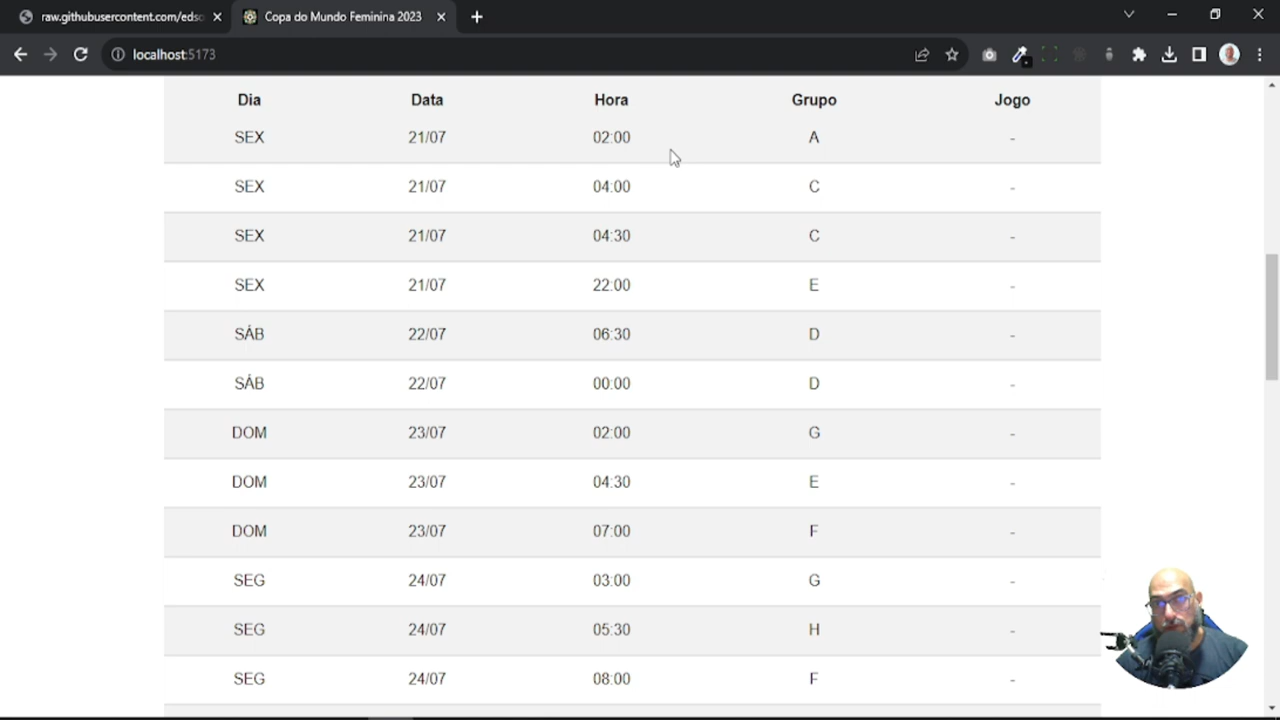 raw.githubusercontent.com/edso
Copa do Mundo Feminina 2023
localhost:5173
Dia Data Hora Grupo Jogo
SEX 21/07 02:00 A -
SEX 21/07 04:00 C -
SEX 21/07 04:30 C -
SEX 21/07 22:00 E -
SÁB 22/07 06:30 D -
SÁB 22/07 00:00 D -
DOM 23/07 02:00 G -
DOM 23/07 04:30 E -
DOM 23/07 07:00 F -
SEG 24/07 03:00 G -
SEG 24/07 05:30 H -
SEG 24/07 08:00 F -